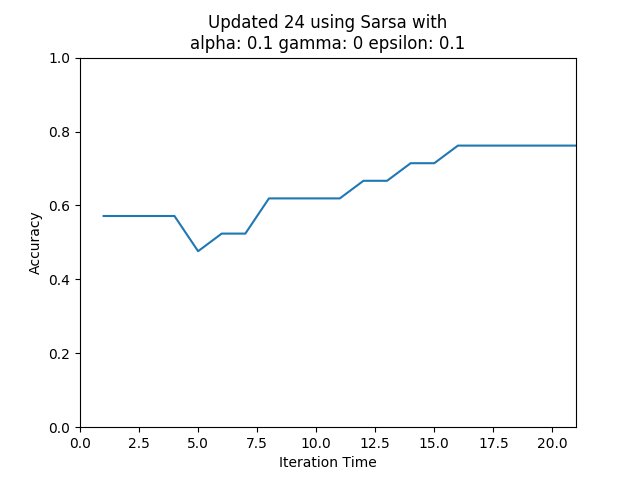 Updated 24 using Sarsa with
alpha: 0.1 gamma: 0 epsilon: 0.1
1.0
0.8
0.6
0.4
0.2
0.0
Accuracy
0.0 2.5 5.0 7.5 10.0 12.5 15.0 17.5 20.0
Iteration Time